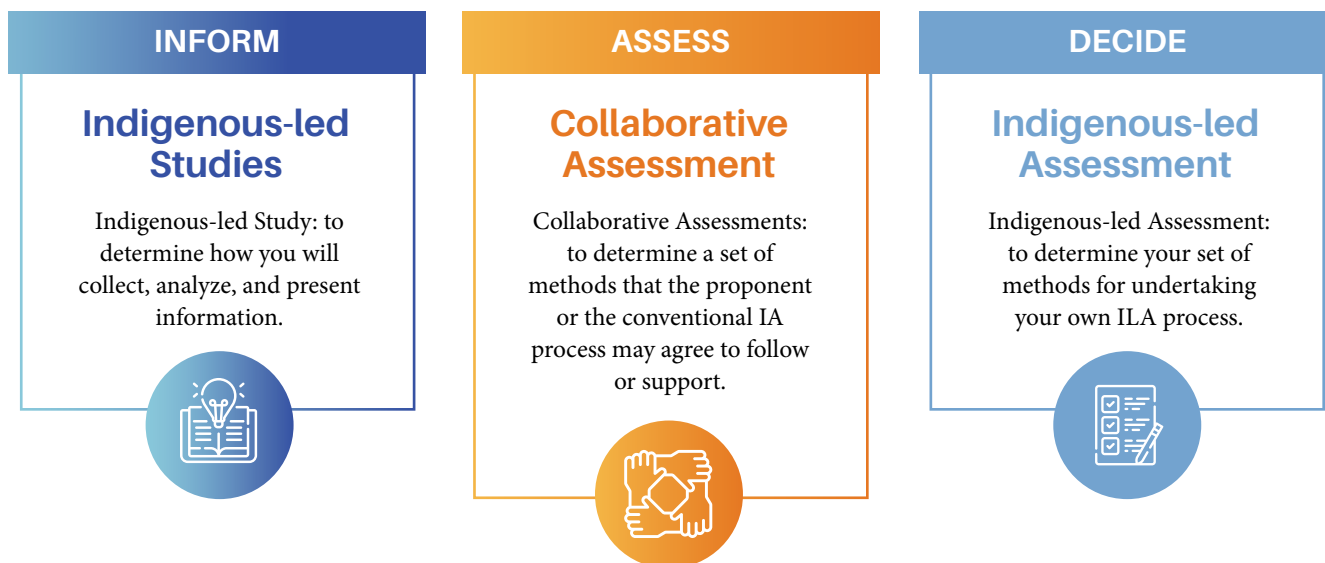 INFORM
Indigenous-led
Studies
Indigenous-led Study: to
determine how you will
collect, analyze, and present
information.
ASSESS
Collaborative
Assessment
Collaborative Assessments:
to determine a set of
methods that the proponent
or the conventional IA
process may agree to follow
or support.
DECIDE
Indigenous-led
Assessment
Indigenous-led Assessment:
to determine your set of
methods for undertaking
your own ILA process.